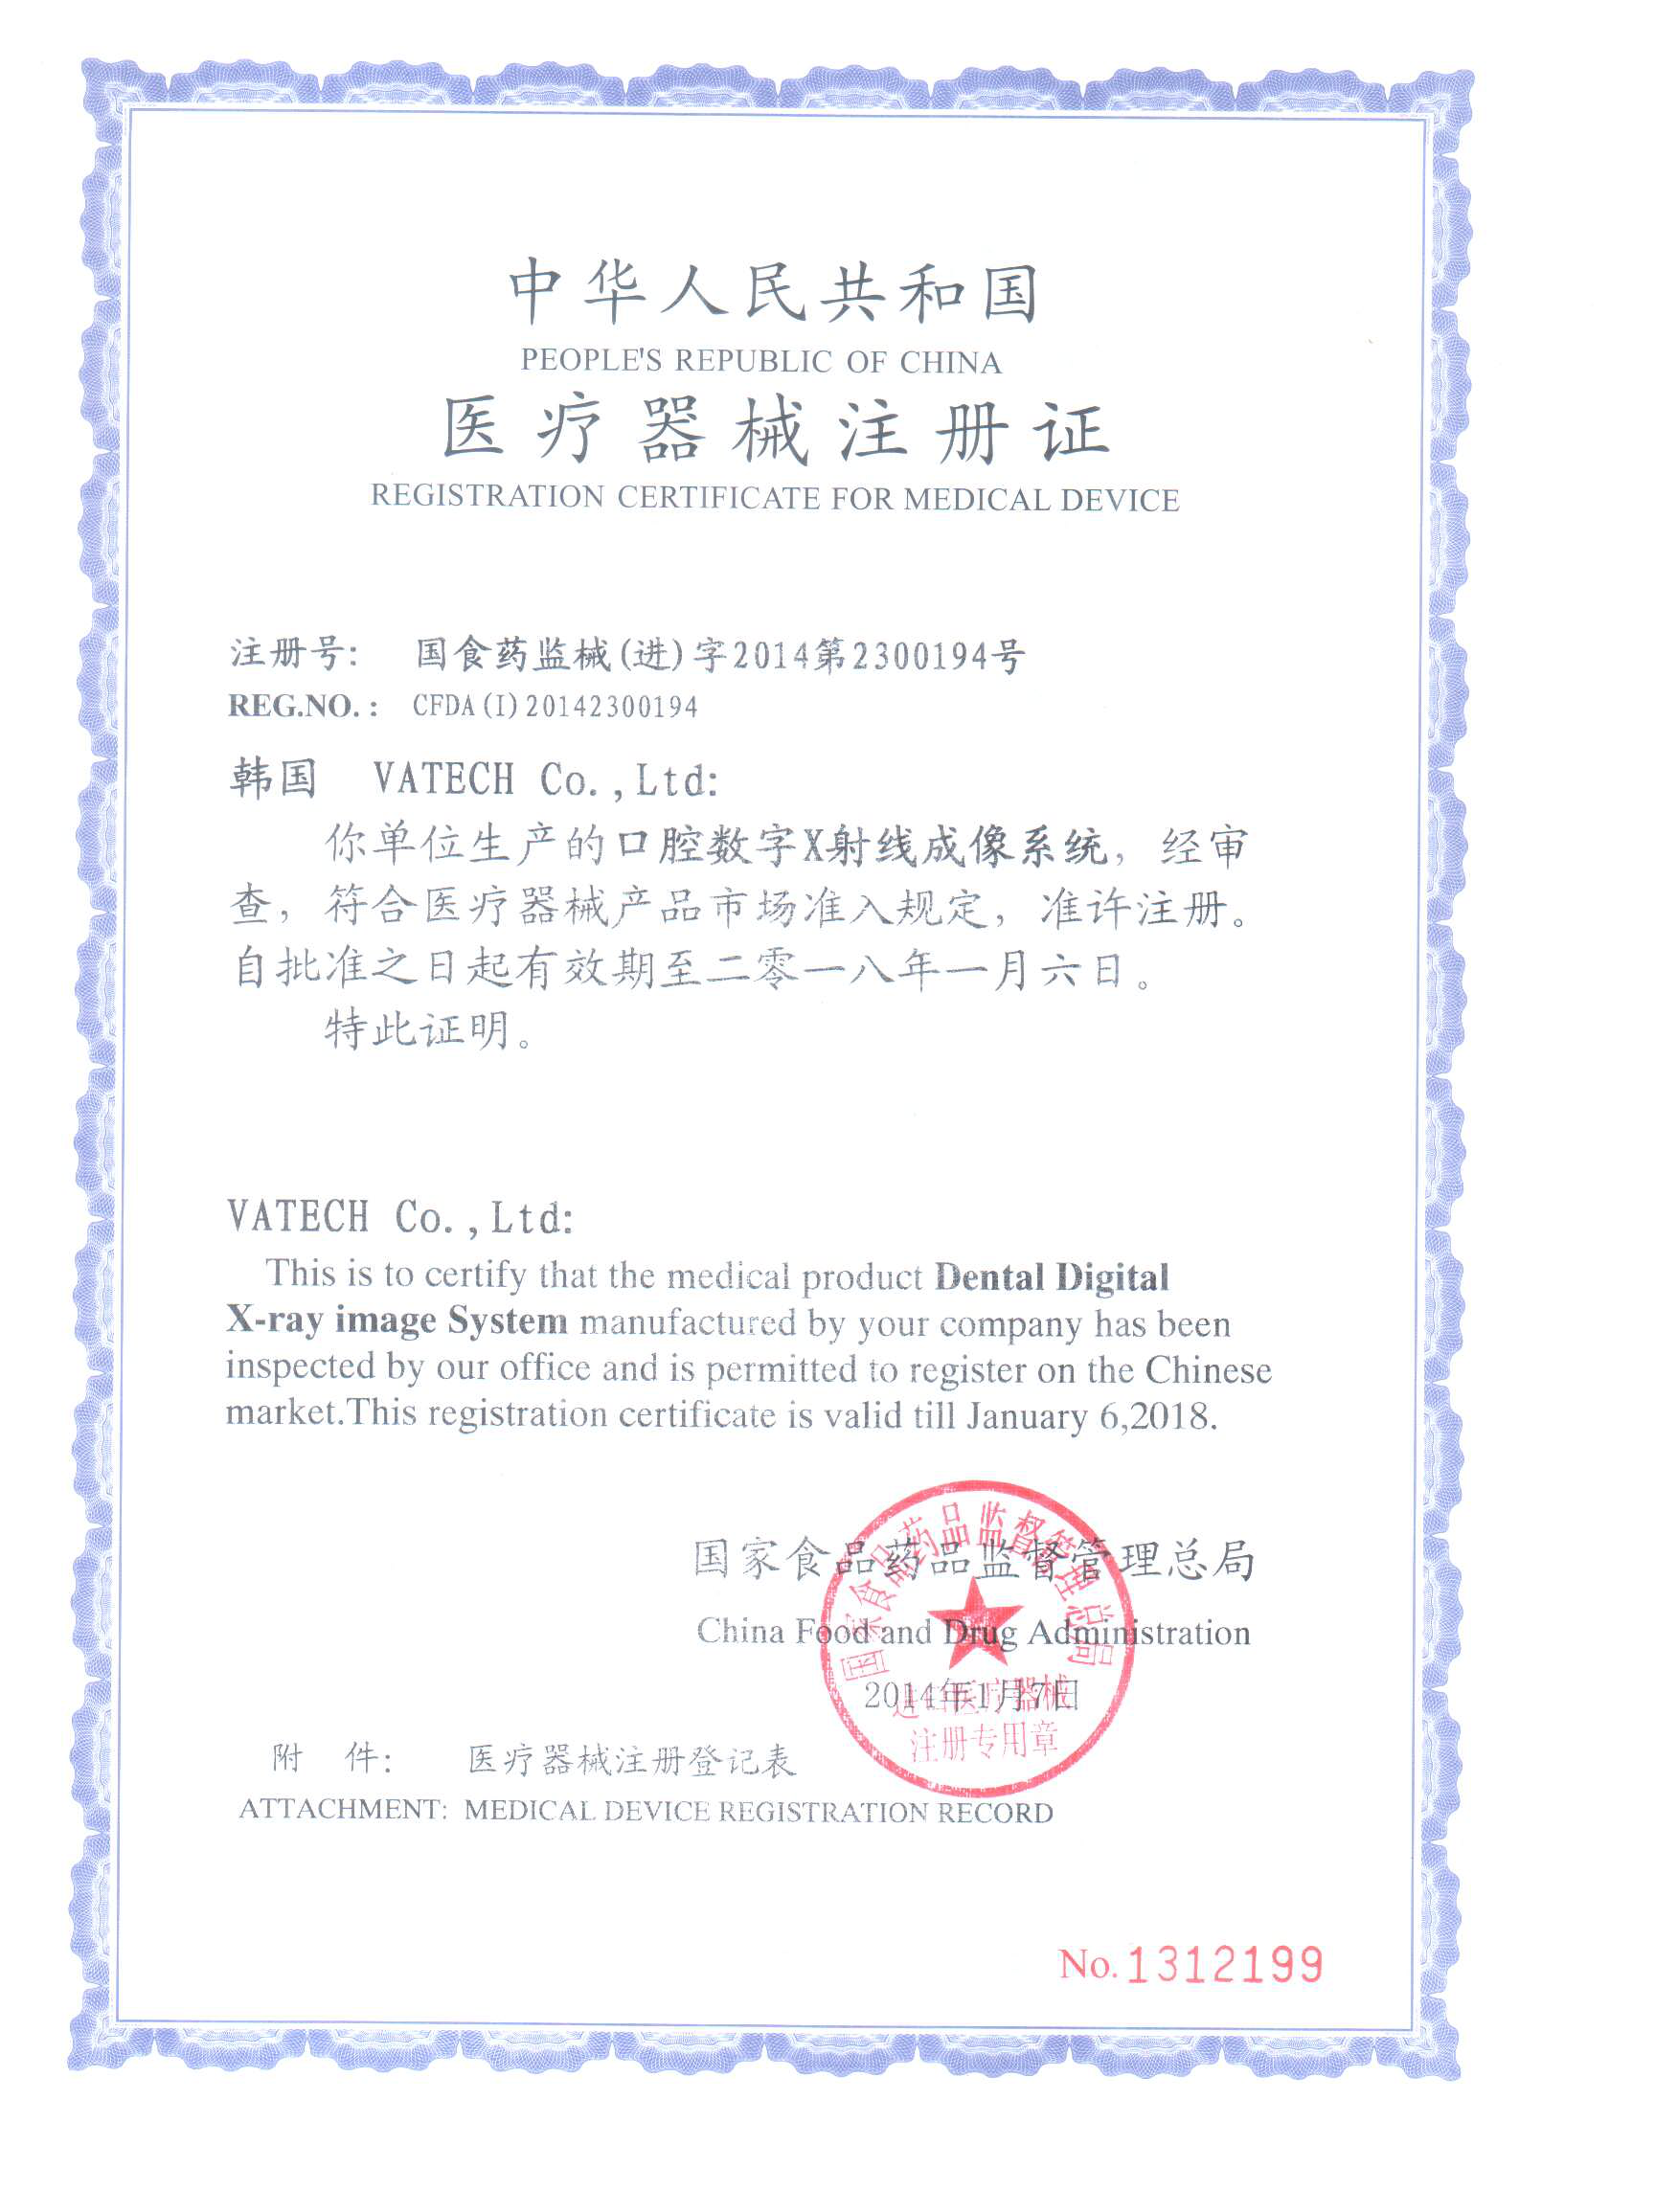 中华人民共和国
PEOPLE'S REPUBLIC OF CHINA
医疗器械注册证
REGISTRATION CERTIFICATE FOR MEDICAL DEVICE
注册号: 国食药监械(进)字2014第2300194号
REG.NO.: CFDA(I)20142300194
韩国 VATECH Co.,Ltd:
你单位生产的口腔数字X射线成像系统，经审
查，符合医疗器械产品市场准入规定，准许注册。
自批准之日起有效期至二零一八年一月六日。
特此证明。
VATECH Co.,Ltd:
This is to certify that the medical product Dental Digital
X-ray image System manufactured by your company has been
inspected by our office and is permitted to register on the Chinese
market.This registration certificate is valid till January 6,2018.
国家食品药品监督管理总局
China Food and Drug Administration
2014年1月7日
国家食品药品监督管理总局
进口医疗器械
注册专用章
附 件: 医疗器械注册登记表
ATTACHMENT: MEDICAL DEVICE REGISTRATION RECORD
No.1312199